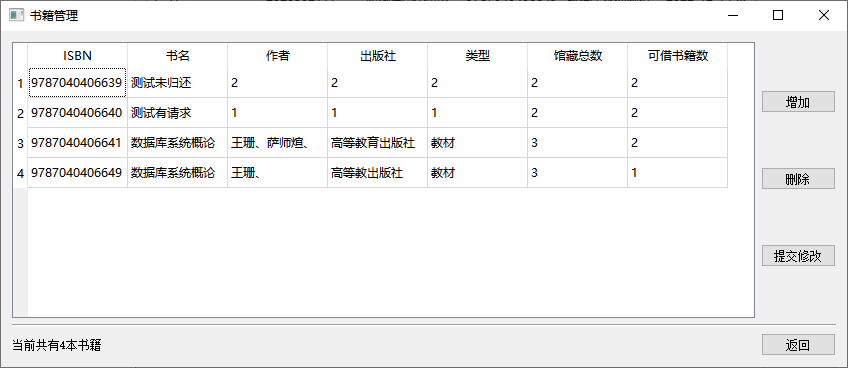 书籍管理
ISBN 书名 作者 出版社 类型 馆藏总数 可借书籍数
1 9787040406639 测试未归还 2 2 2 2 2
2 9787040406640 测试有请求 1 1 1 2 2
3 9787040406641 数据库系统概论 王珊、萨师煊、 高等教育出版社 教材 3 2
4 9787040406649 数据库系统概论 王珊、 高等教出版社 教材 3 1
增加
删除
提交修改
当前共有4本书籍
返回